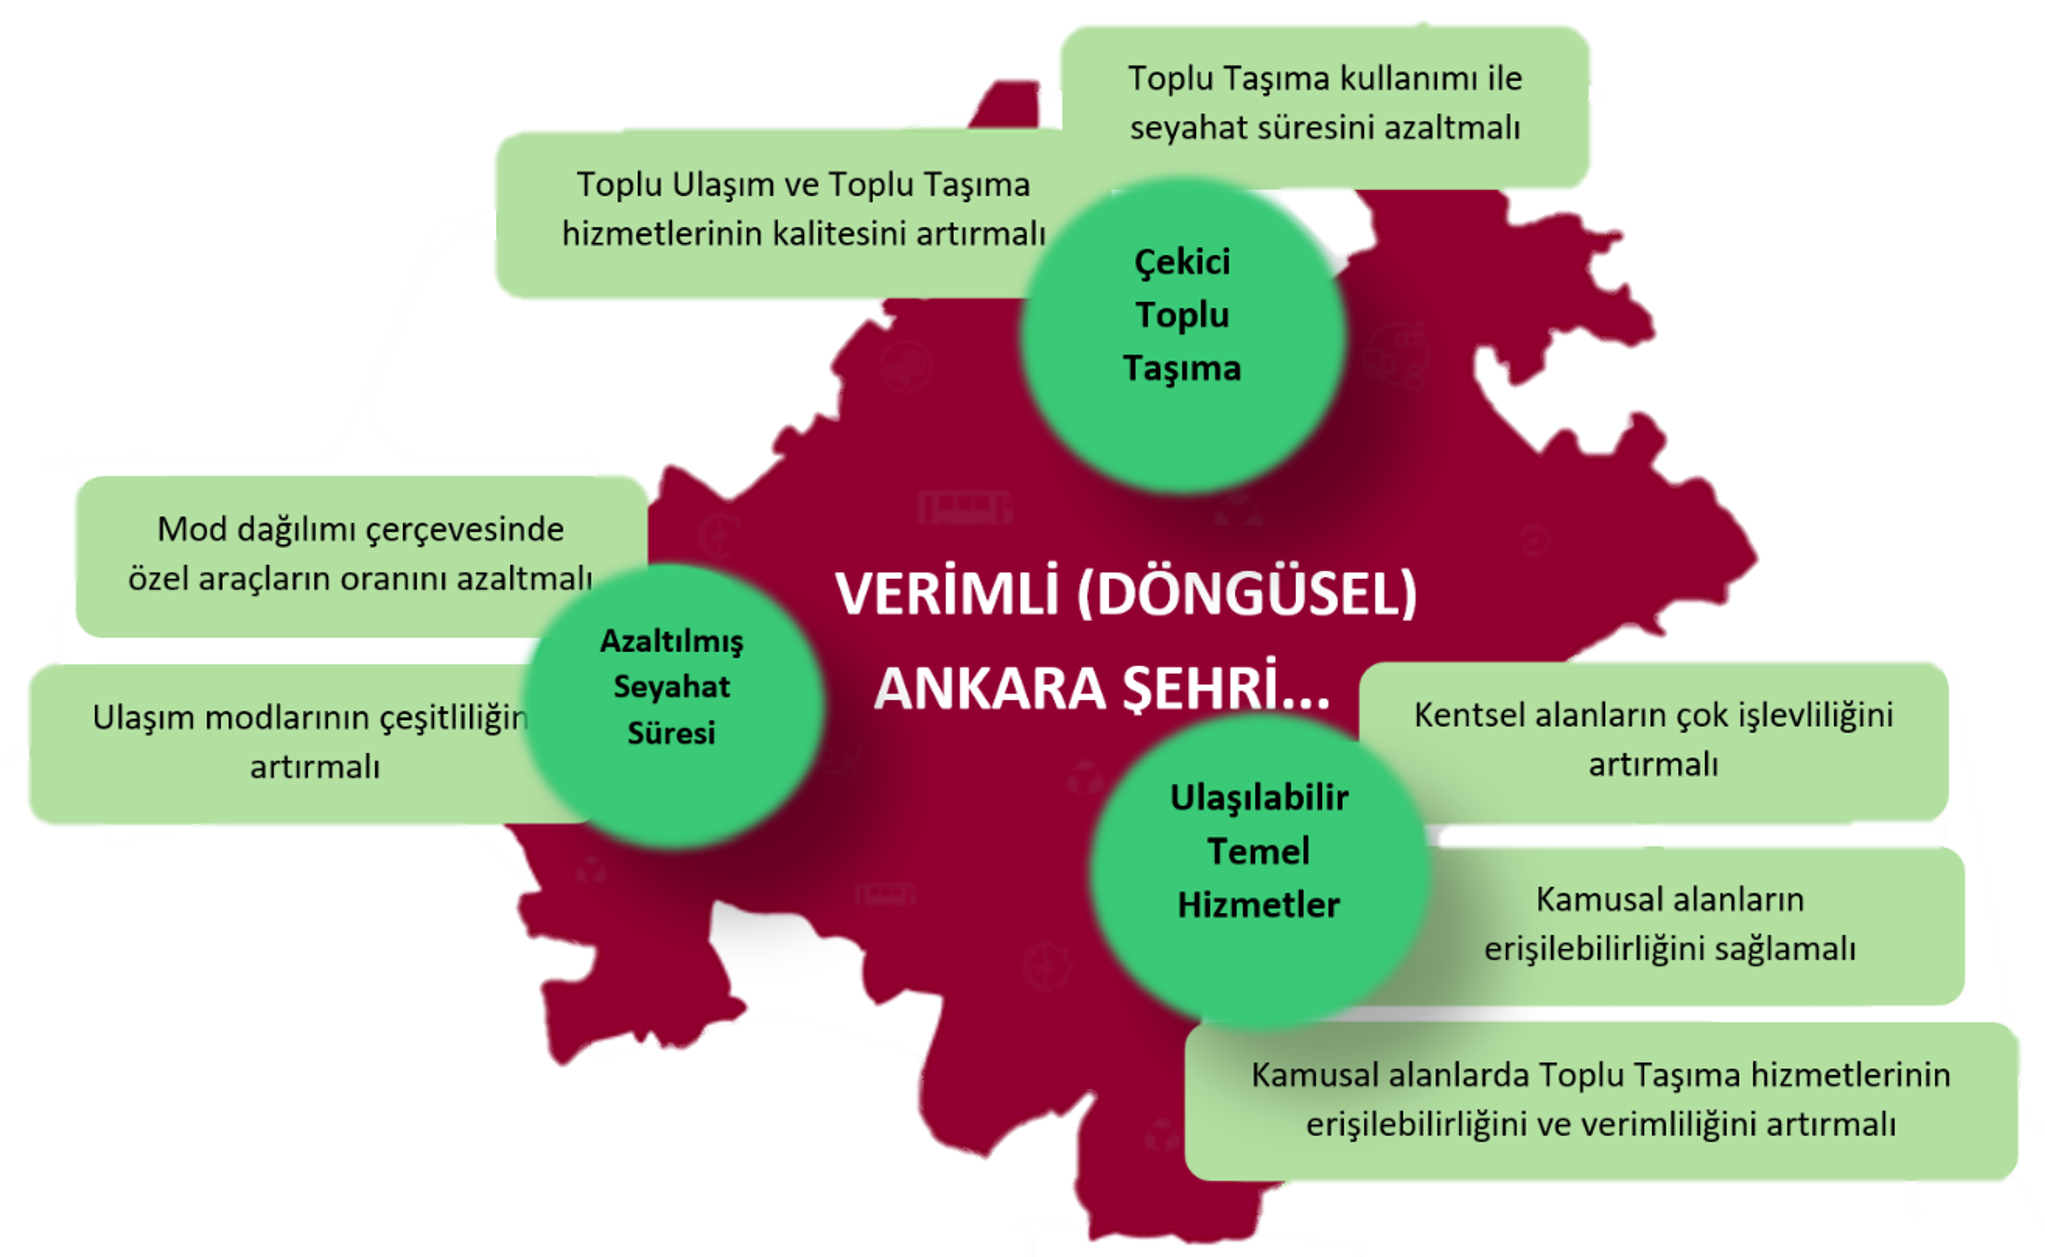 Toplu Taşıma kullanımı ile
seyahat süresini azaltmalı
Toplu Ulaşım ve Toplu Taşıma
hizmetlerinin kalitesini artırmalı
Çekici
Toplu
Taşıma
Mod dağılımı çerçevesinde
özel araçların oranını azaltmalı
Ulaşım modlarının çeşitliliğin
artırmalı
Azaltılmış
Seyahat
Süresi
VERİMLİ (DÖNGÜSEL)
ANKARA ŞEHRİ...
Ulaşılabilir
Temel
Hizmetler
Kentsel alanların çok işlevliliğini
artırmalı
Kamusal alanların
erişilebilirliğini sağlamalı
Kamusal alanlarda Toplu Taşıma hizmetlerinin
erişilebilirliğini ve verimliliğini artırmalı